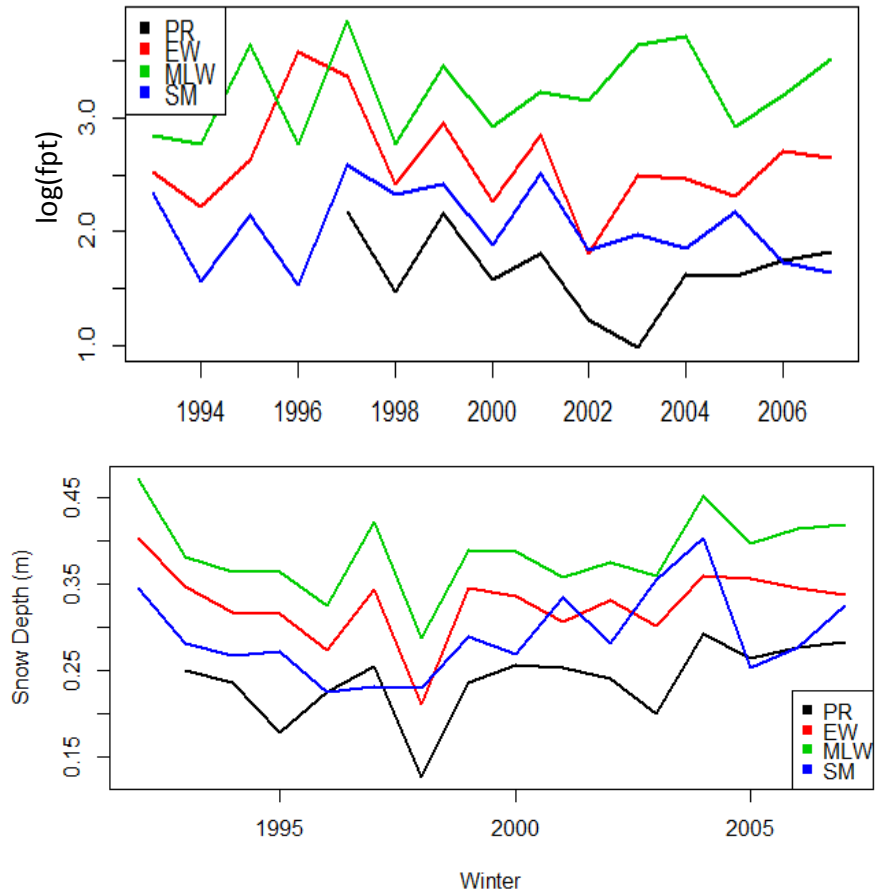 PR
EW
MLW
SM
log(fpt)
3.0
2.0
1.0
1994 1996 1998 2000 2002 2004 2006
Snow Depth (m)
0.45
0.35
0.25
0.15
PR
EW
MLW
SM
1995 2000 2005
Winter